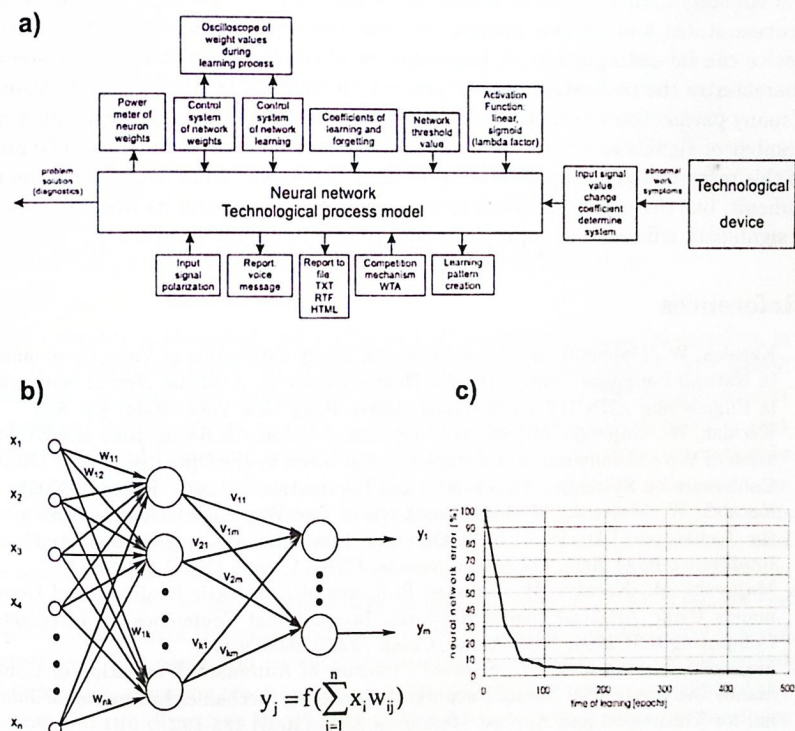 a)
Oscilloscope of
weight values
during
learning process
Power
meter of
neuron
weights
Control
system
of network
weights
Control
system
of network
learning
Coefficients
of learning and
forgetting
Network
threshold
value
Activation
Function:
linear,
sigmoid
(lambda factor)
problem
solution
(diagnostics)
Neural network
Technological process model
Input signal
value
change
coefficient
determine
system
abnormal
work
symptoms
Technological
device
Input
signal
polarization
Report
voice
message
Report to
file
TXT
RTF
HTML
Competition
mechanism
WTA
Learning
pattern
creation
b)
x1
x2
x3
x4
xn
W11
W12
W1k
Wnk
V11
V1m
V21
V2m
Vk1
Vkm
y1
ym
yj = f(∑ xi wij)
n
i=1
c)
neural network error [%]
100
90
80
70
60
50
40
30
20
10
0
0 100 200 300 400 500
time of learning [epochs]